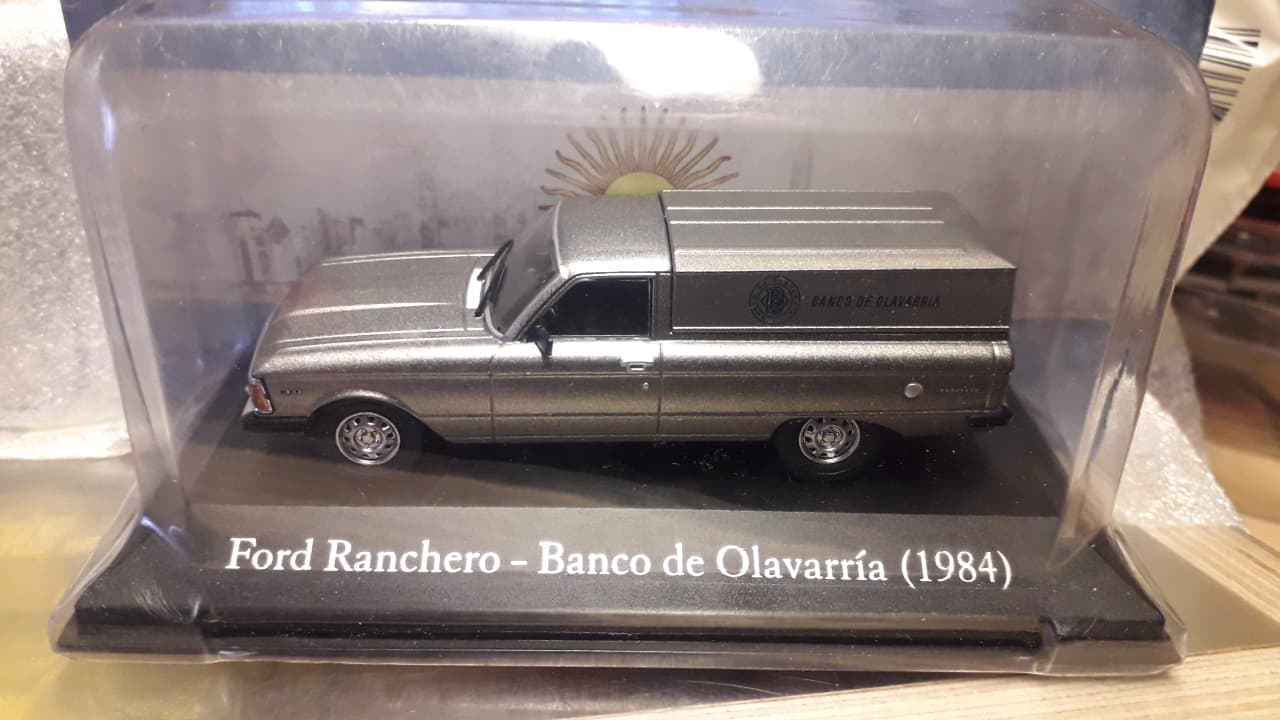 BANCO DE OLAVARRIA
Ford Ranchero - Banco de Olavarría (1984)